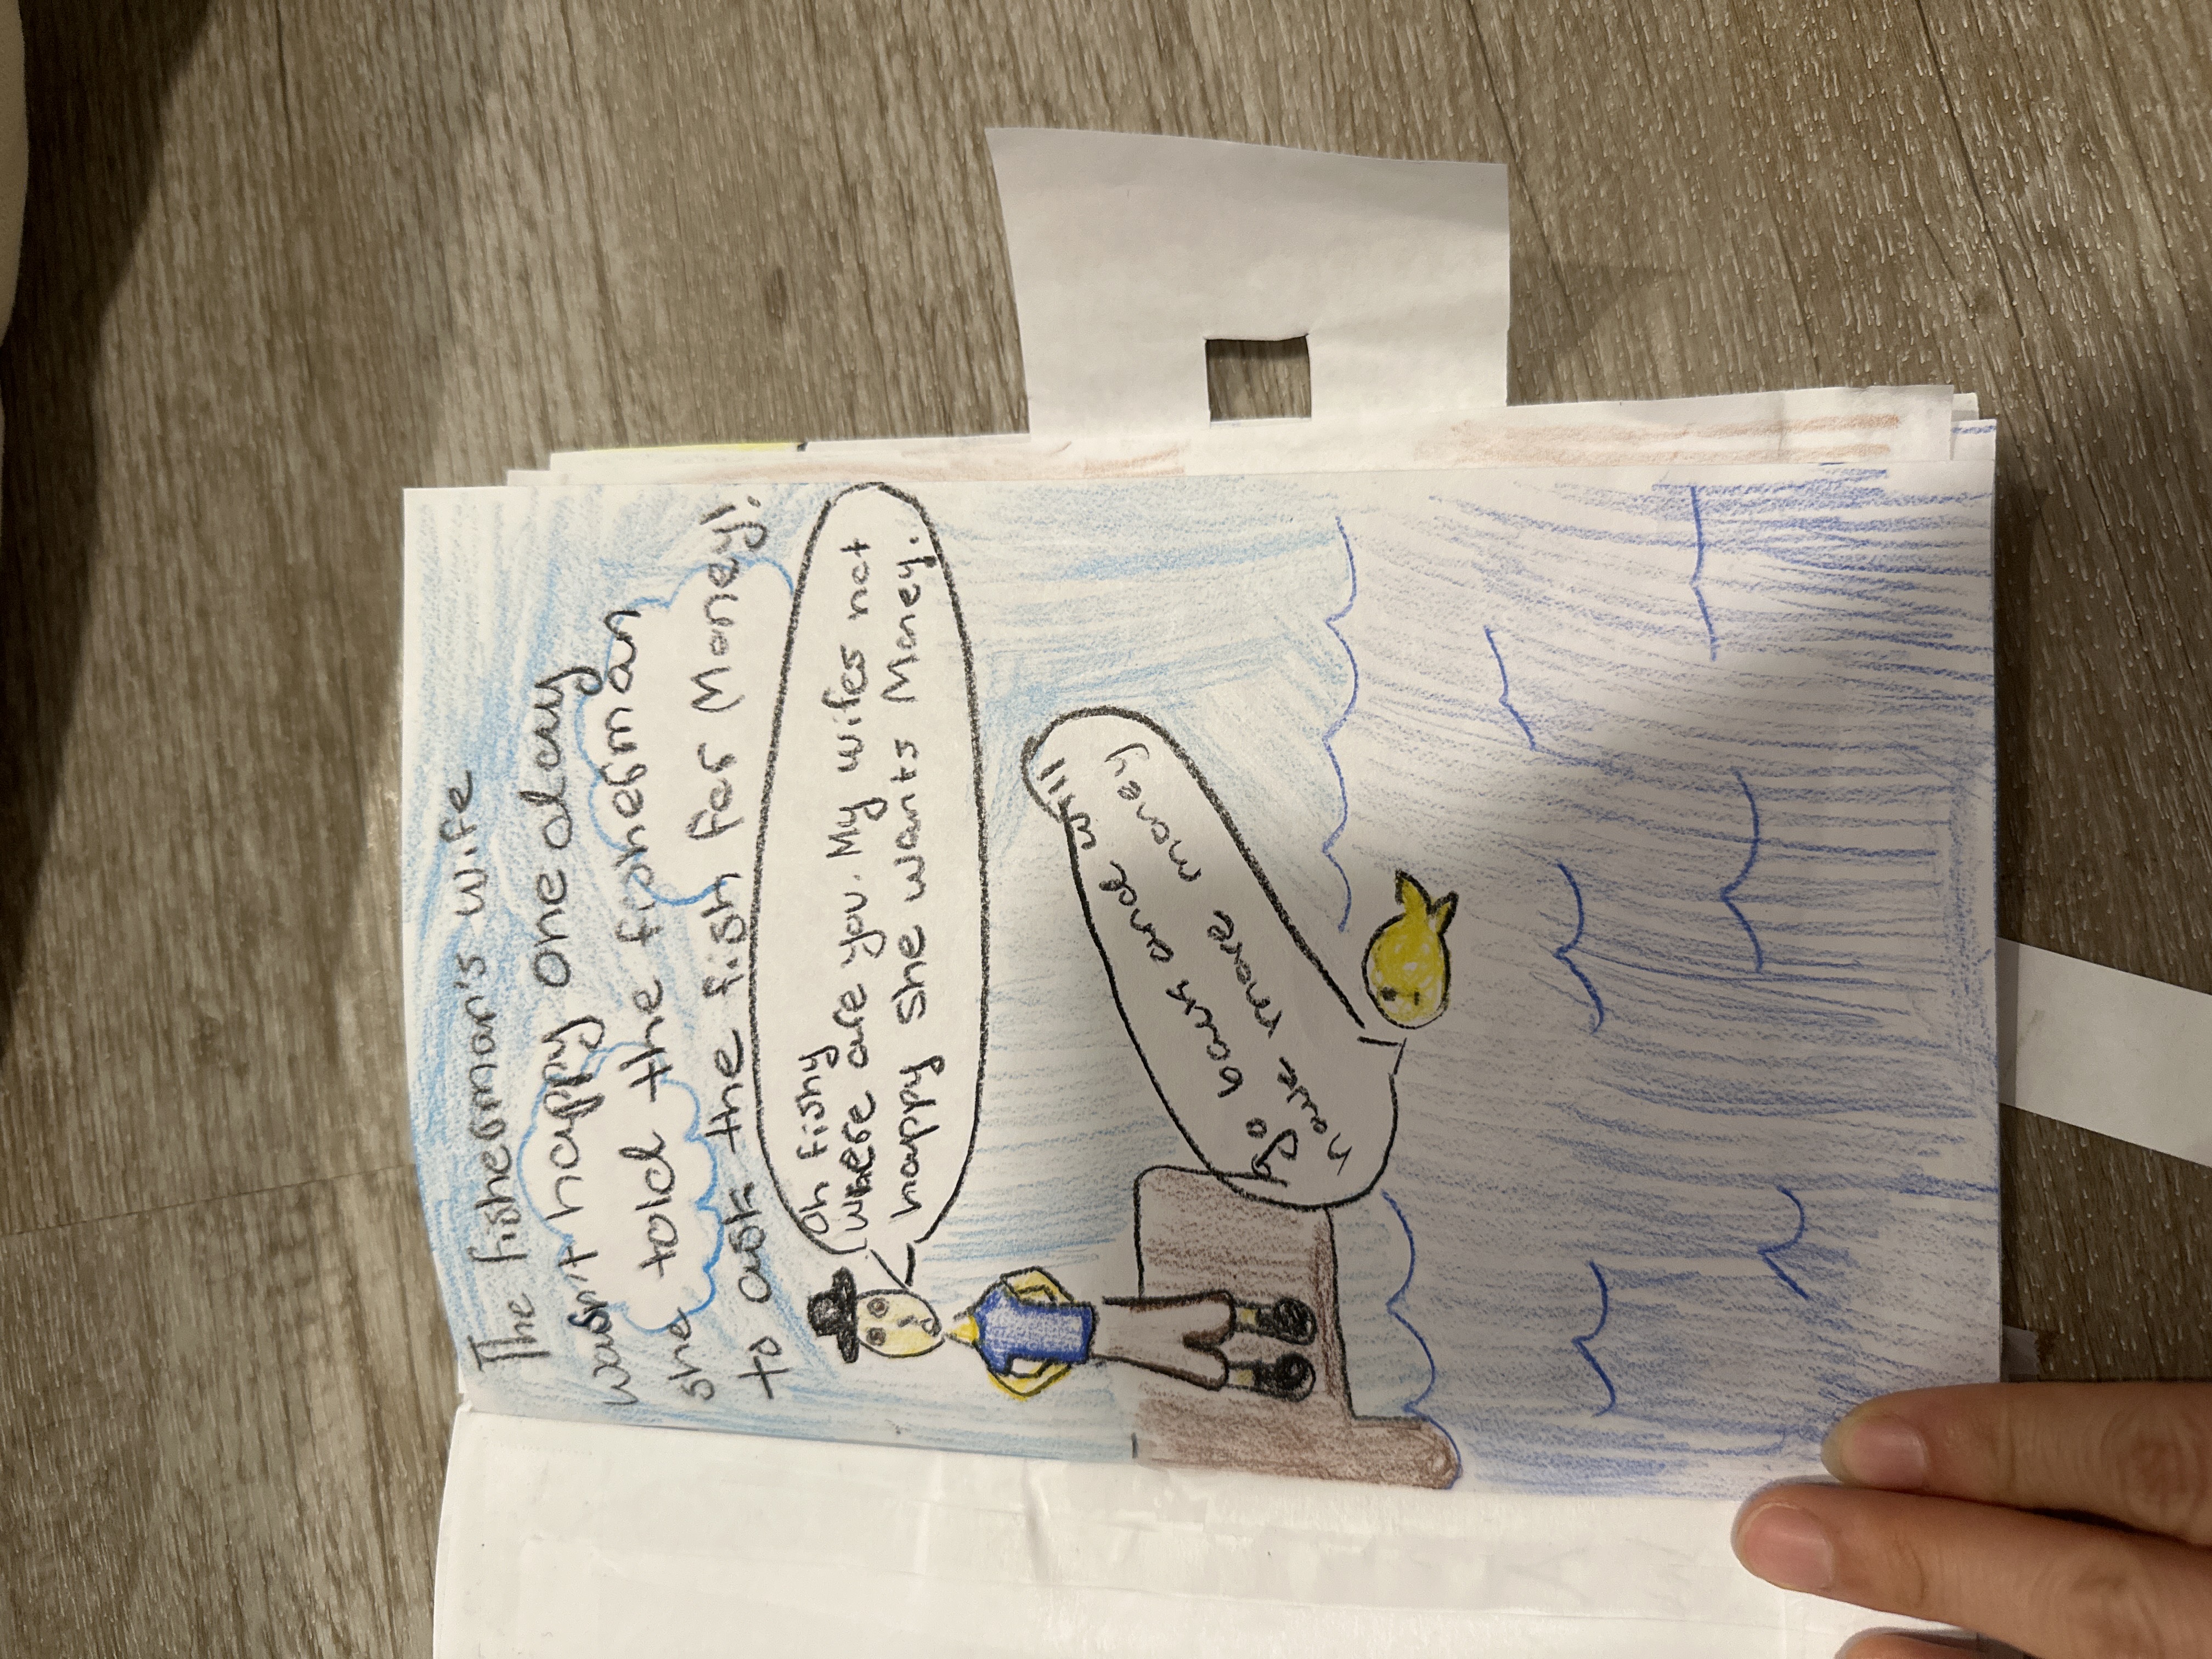 The fisherman's wife
wasn't happy one day
she told the fisherman
to ask the fish for Money!
Oh fishy
where are you. My wifes not
happy she wants Money.
go back and will
have more money